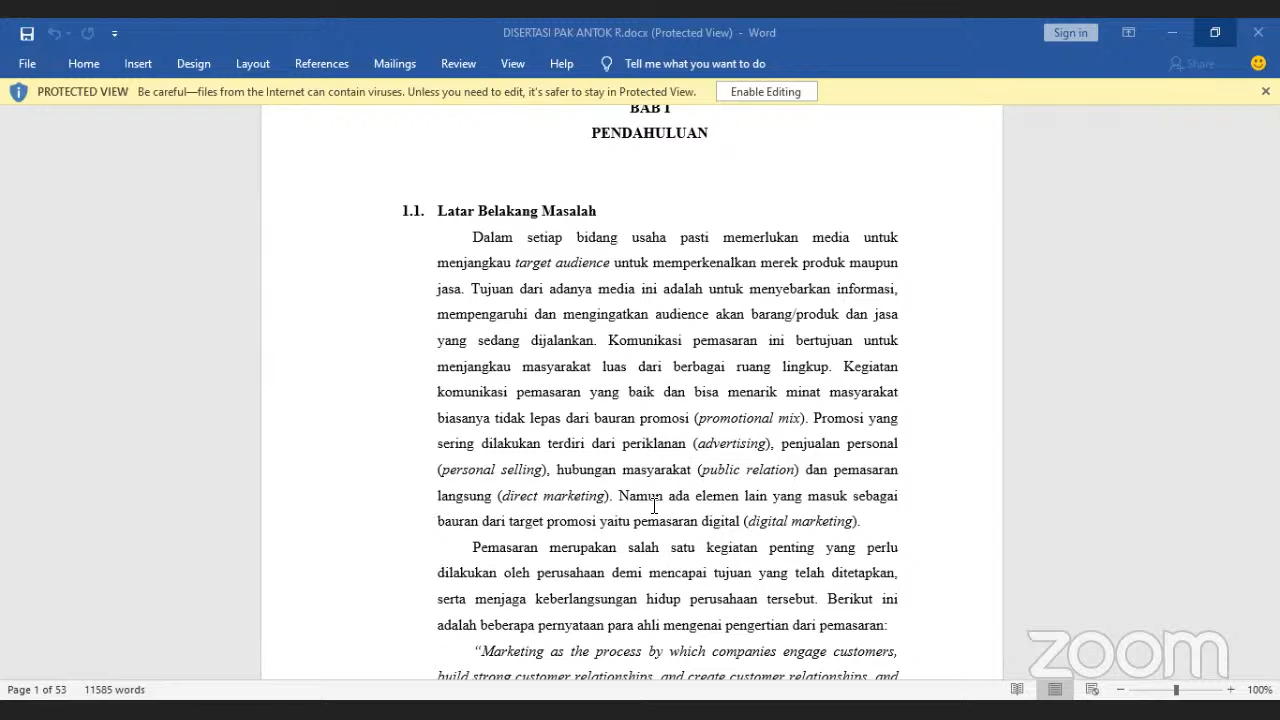 DISERTASI PAK ANTOK R.docx (Protected View) - Word
Sign in
File Home Insert Design Layout References Mailings Review View Help Tell me what you want to do Share
PROTECTED VIEW Be careful—files from the Internet can contain viruses. Unless you need to edit, it's safer to stay in Protected View. Enable Editing
BAB I
PENDAHULUAN
1.1. Latar Belakang Masalah
Dalam setiap bidang usaha pasti memerlukan media untuk
menjangkau target audience untuk memperkenalkan merek produk maupun
jasa. Tujuan dari adanya media ini adalah untuk menyebarkan informasi,
mempengaruhi dan mengingatkan audience akan barang/produk dan jasa
yang sedang dijalankan. Komunikasi pemasaran ini bertujuan untuk
menjangkau masyarakat luas dari berbagai ruang lingkup. Kegiatan
komunikasi pemasaran yang baik dan bisa menarik minat masyarakat
biasanya tidak lepas dari bauran promosi (promotional mix). Promosi yang
sering dilakukan terdiri dari periklanan (advertising), penjualan personal
(personal selling), hubungan masyarakat (public relation) dan pemasaran
langsung (direct marketing). Namun ada elemen lain yang masuk sebagai
bauran dari target promosi yaitu pemasaran digital (digital marketing).
Pemasaran merupakan salah satu kegiatan penting yang perlu
dilakukan oleh perusahaan demi mencapai tujuan yang telah ditetapkan,
serta menjaga keberlangsungan hidup perusahaan tersebut. Berikut ini
adalah beberapa pernyataan para ahli mengenai pengertian dari pemasaran:
“Marketing as the process by which companies engage customers,
build strong customer relationships, and create customer relationships, and
zoom
Page 1 of 53 11585 words
100%